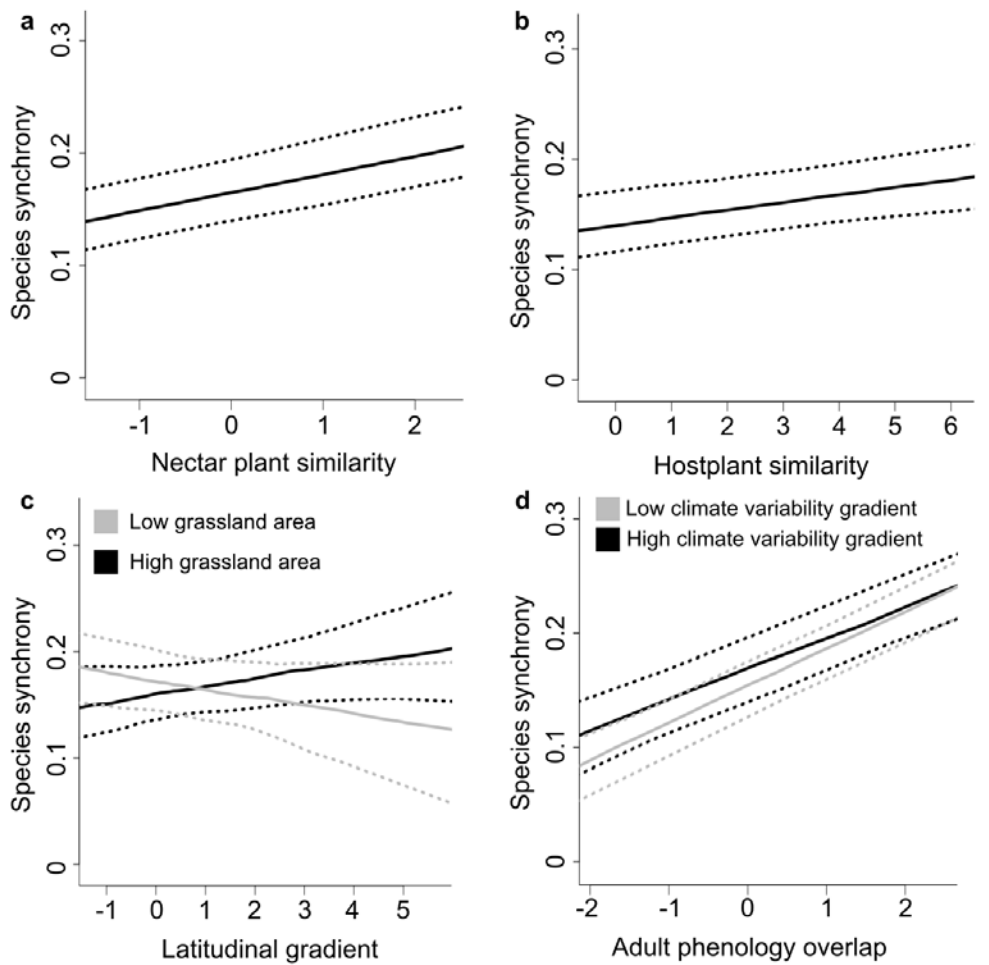 a
0.3
0.2
0.1
0
Species synchrony
-1 0 1 2
Nectar plant similarity
b
0.3
0.2
0.1
0
Species synchrony
0 1 2 3 4 5 6
Hostplant similarity
c
Low grassland area
High grassland area
0.3
0.2
0.1
0
Species synchrony
-1 0 1 2 3 4 5
Latitudinal gradient
d
Low climate variability gradient
High climate variability gradient
0.3
0.2
0.1
0
Species synchrony
-2 -1 0 1 2
Adult phenology overlap